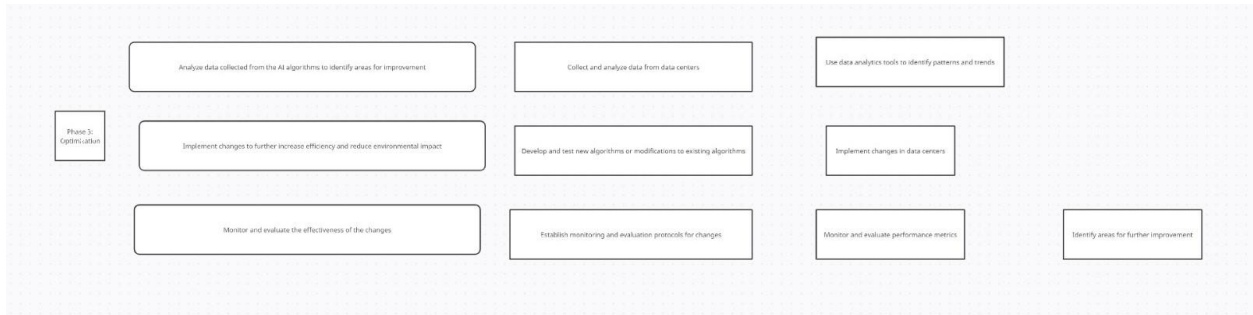 Analyze data collected from the AI algorithms to identify areas for improvement
Collect and analyze data from data centers
Use data analytics tools to identify patterns and trends
Phase 3:
Optimization
Implement changes to further increase efficiency and reduce environmental impact
Develop and test new algorithms or modifications to existing algorithms
Implement changes in data centers
Monitor and evaluate the effectiveness of the changes
Establish monitoring and evaluation protocols for changes
Monitor and evaluate performance metrics
Identify areas for further improvement